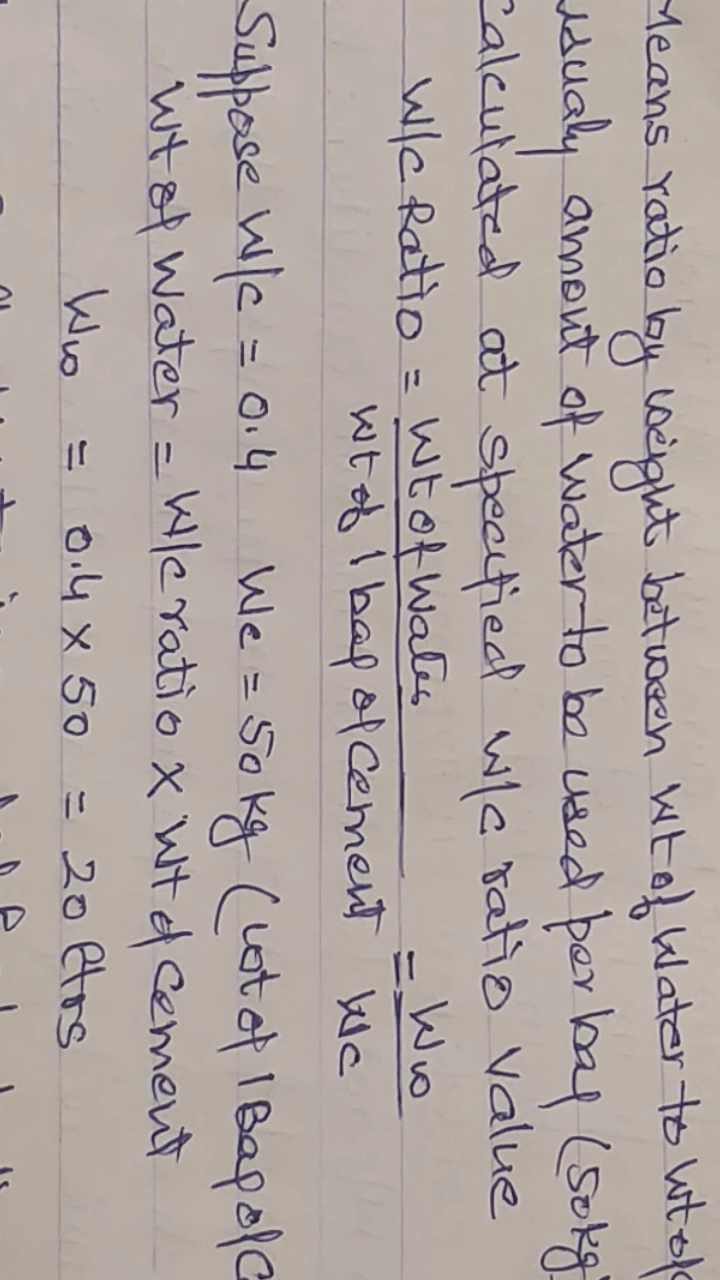 Means ratio by weight between wt of Water to wt of
usualy amont of water to be used per bag (50kg)
Calculated at specified w/c ratio value
W/c Ratio = Wt of Water = Ww
Wt of 1 bag of Cement Wc
Suppose W/c = 0.4 Wc = 50 kg (wt of 1 Bag of C
Wt of Water = W/c ratio x Wt of Cement
Ww = 0.4 x 50 = 20 ltrs